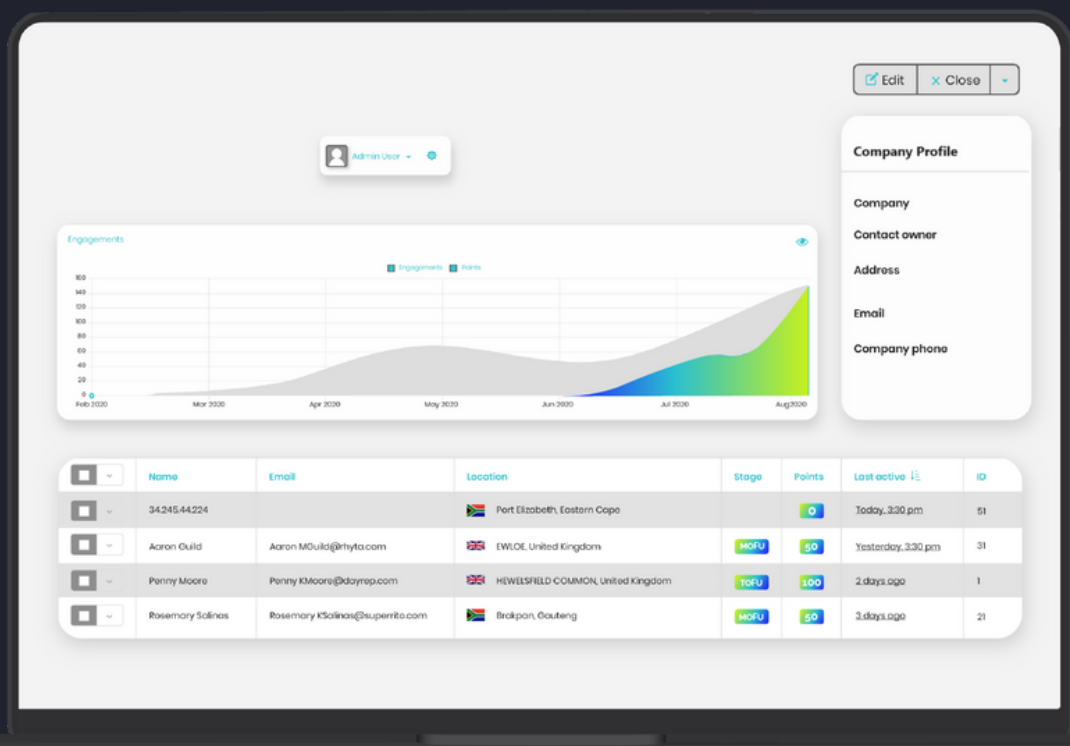 Edit Close
Admin User
Company Profile
Company
Contact owner
Address
Email
Company phone
Engagements
Engagements Points
160
140
120
100
80
60
40
20
0
Feb 2020 Mar 2020 Apr 2020 May 2020 Jun 2020 Jul 2020 Aug2020
Name Email Location Stage Points Last active ID
34.245.44.224 Port Elizabeth, Eastern Cape 0 Today, 3:30 pm 51
Aaron Guild Aaron MGuild@rhyta.com EWLOE, United Kingdom MOFU 50 Yesterday, 3:30 pm 31
Penny Moore Penny KMoore@dayrep.com HEWELSFIELD COMMON, United Kingdom TOFU 100 2 days ago 1
Rosemary Salinas Rosemary KSalinas@superrito.com Brakpan, Gauteng MOFU 50 3 days ago 21